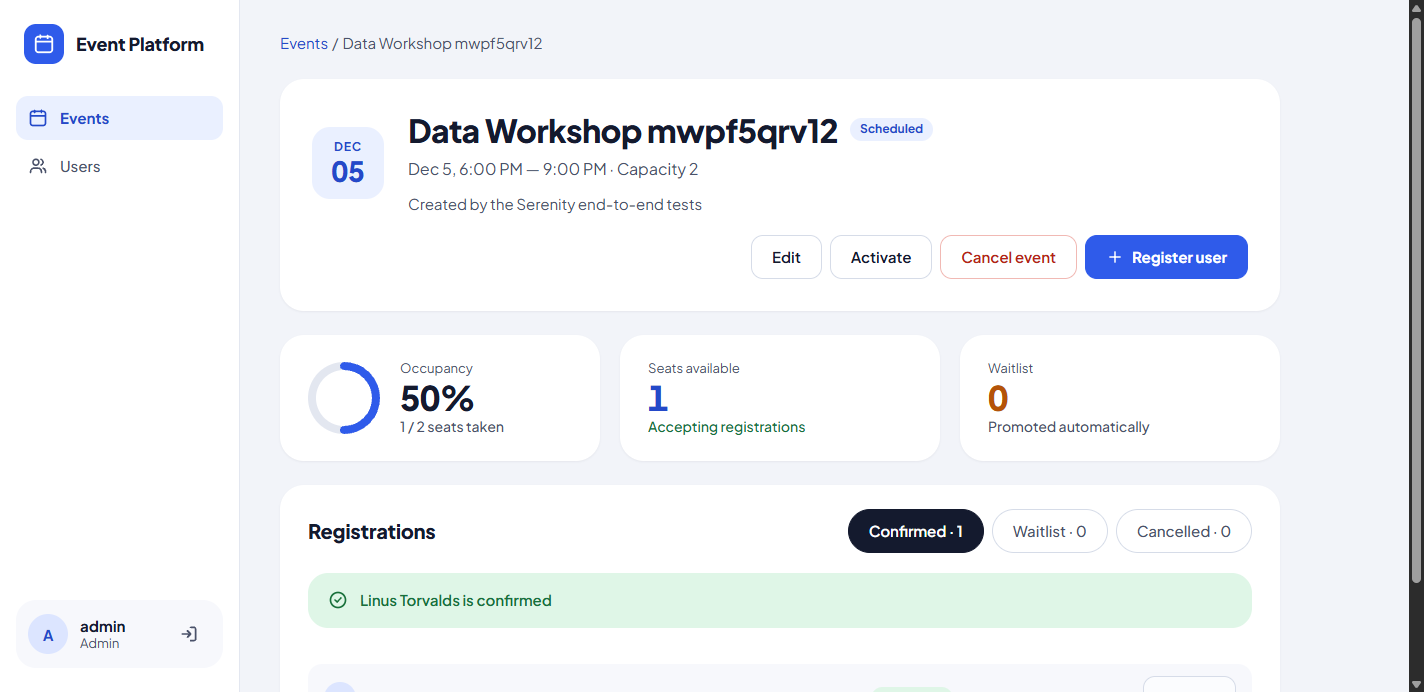 Event Platform
Events
Users
Events / Data Workshop mwpf5qrv12
DEC
05
Data Workshop mwpf5qrv12
Scheduled
Dec 5, 6:00 PM — 9:00 PM · Capacity 2
Created by the Serenity end-to-end tests
Edit
Activate
Cancel event
+ Register user
Occupancy
50%
1 / 2 seats taken
Seats available
1
Accepting registrations
Waitlist
0
Promoted automatically
Registrations
Confirmed · 1
Waitlist · 0
Cancelled · 0
Linus Torvalds is confirmed
A
admin
Admin